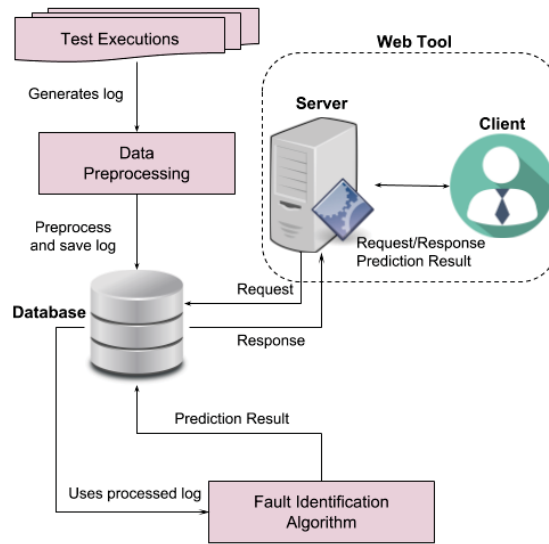 Test Executions
Web Tool
Generates log
Server
Client
Data
Preprocessing
Preprocess
and save log
Request/Response
Prediction Result
Request
Database
Response
Prediction Result
Uses processed log
Fault Identification
Algorithm